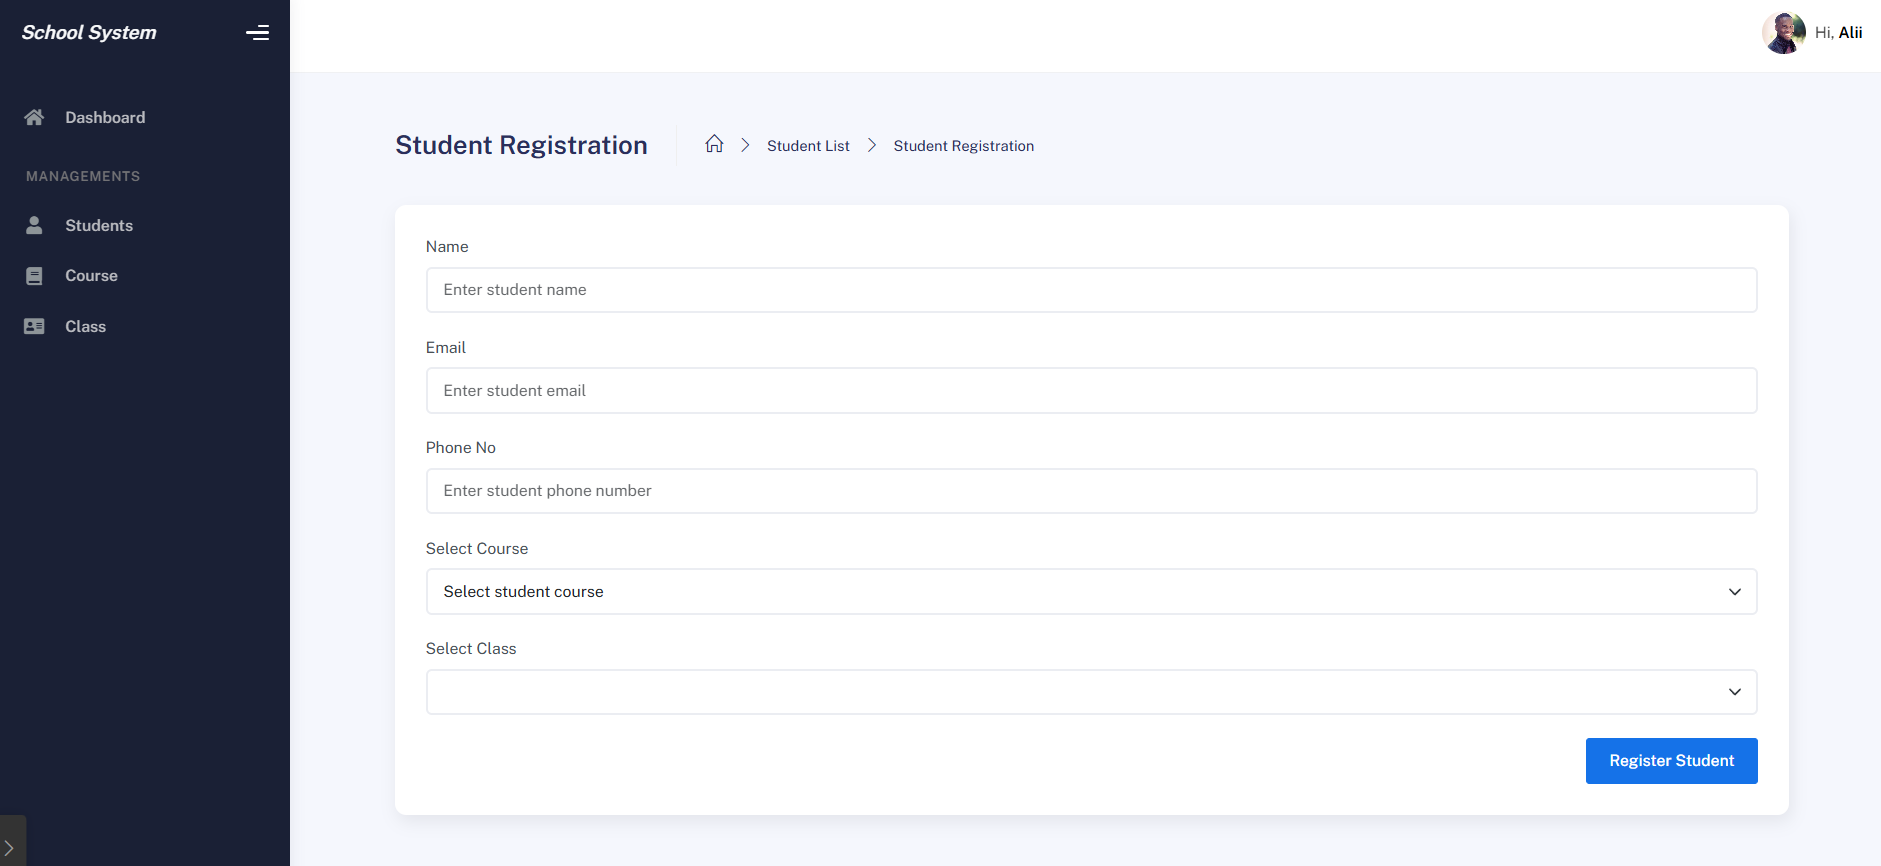 School System
Hi, Alii
Dashboard
MANAGEMENTS
Students
Course
Class
Student Registration
Student List
Student Registration
Name
Enter student name
Email
Enter student email
Phone No
Enter student phone number
Select Course
Select student course
Select Class
Register Student